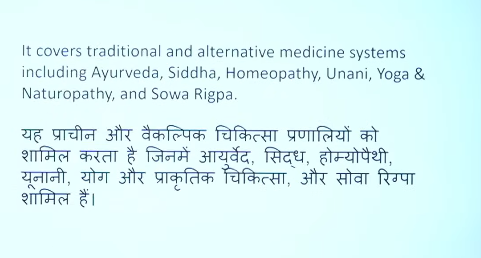 It covers traditional and alternative medicine systems
including Ayurveda, Siddha, Homeopathy, Unani, Yoga &
Naturopathy, and Sowa Rigpa.
यह प्राचीन और वैकल्पिक चिकित्सा प्रणालियों को
शामिल करता है जिनमें आयुर्वेद, सिद्ध, होम्योपैथी,
यूनानी, योग और प्राकृतिक चिकित्सा, और सोवा रिग्पा
शामिल हैं।